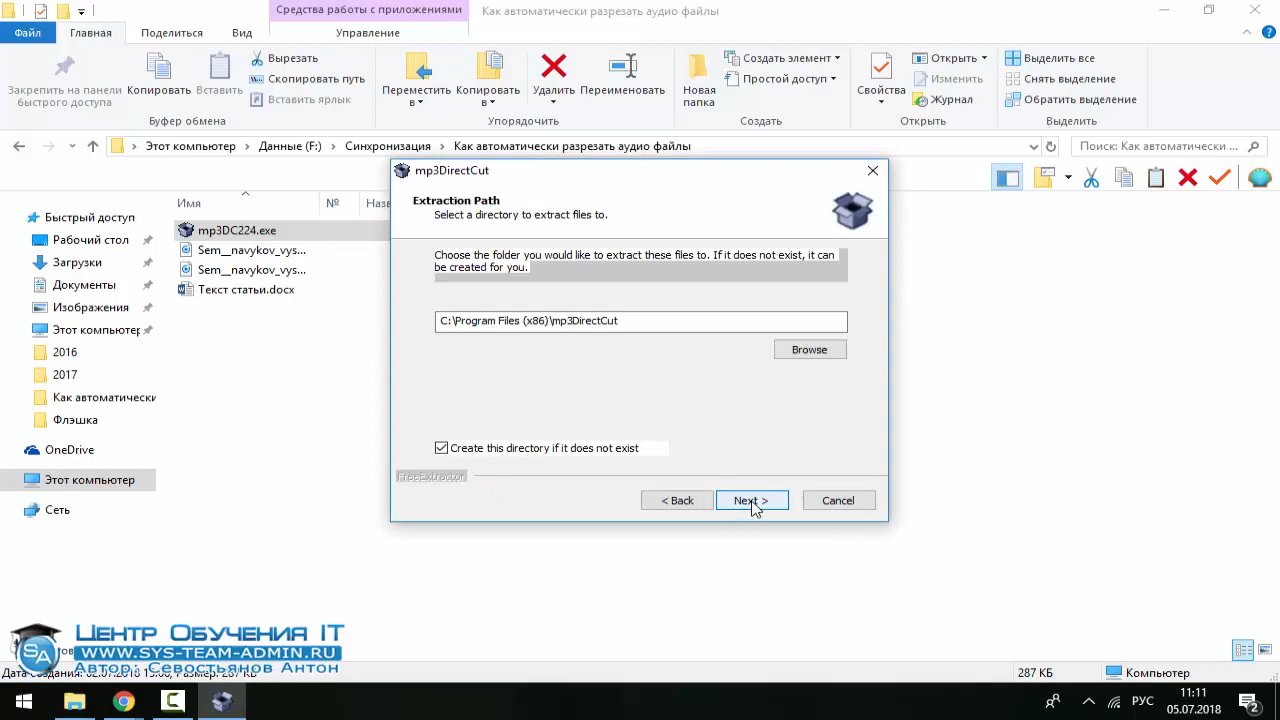 Средства работы с приложениями
Как автоматически разрезать аудио файлы
Файл
Главная
Поделиться
Вид
Управление
Закрепить на панели
быстрого доступа
Копировать
Вставить
Вырезать
Скопировать путь
Вставить ярлык
Буфер обмена
Переместить
в
Копировать
в
Удалить
Переименовать
Упорядочить
Новая
папка
Создать элемент
Простой доступ
Создать
Свойства
Открыть
Изменить
Журнал
Открыть
Выделить все
Снять выделение
Обратить выделение
Выделить
Этот компьютер
Данные (F:)
Синхронизация
Как автоматически разрезать аудио файлы
Поиск: Как автоматически ...
Имя
№
Назв
Быстрый доступ
Рабочий стол
Загрузки
Документы
Изображения
Этот компьютер
2016
2017
Как автоматически
Флэшка
OneDrive
Этот компьютер
Сеть
mp3DC224.exe
Sem__navykov_vys...
Sem__navykov_vys...
Текст статьи.docx
mp3DirectCut
Extraction Path
Select a directory to extract files to.
Choose the folder you would like to extract these files to. If it does not exist, it can
be created for you.
C:\Program Files (x86)\mp3DirectCut
Browse
Create this directory if it does not exist
FreeExtractor
< Back
Next >
Cancel
Центр Обучения IT
www.sys-team-admin.ru
Автор: Севостьянов Антон
SA
287 КБ
Компьютер
РУС
11:11
05.07.2018
2